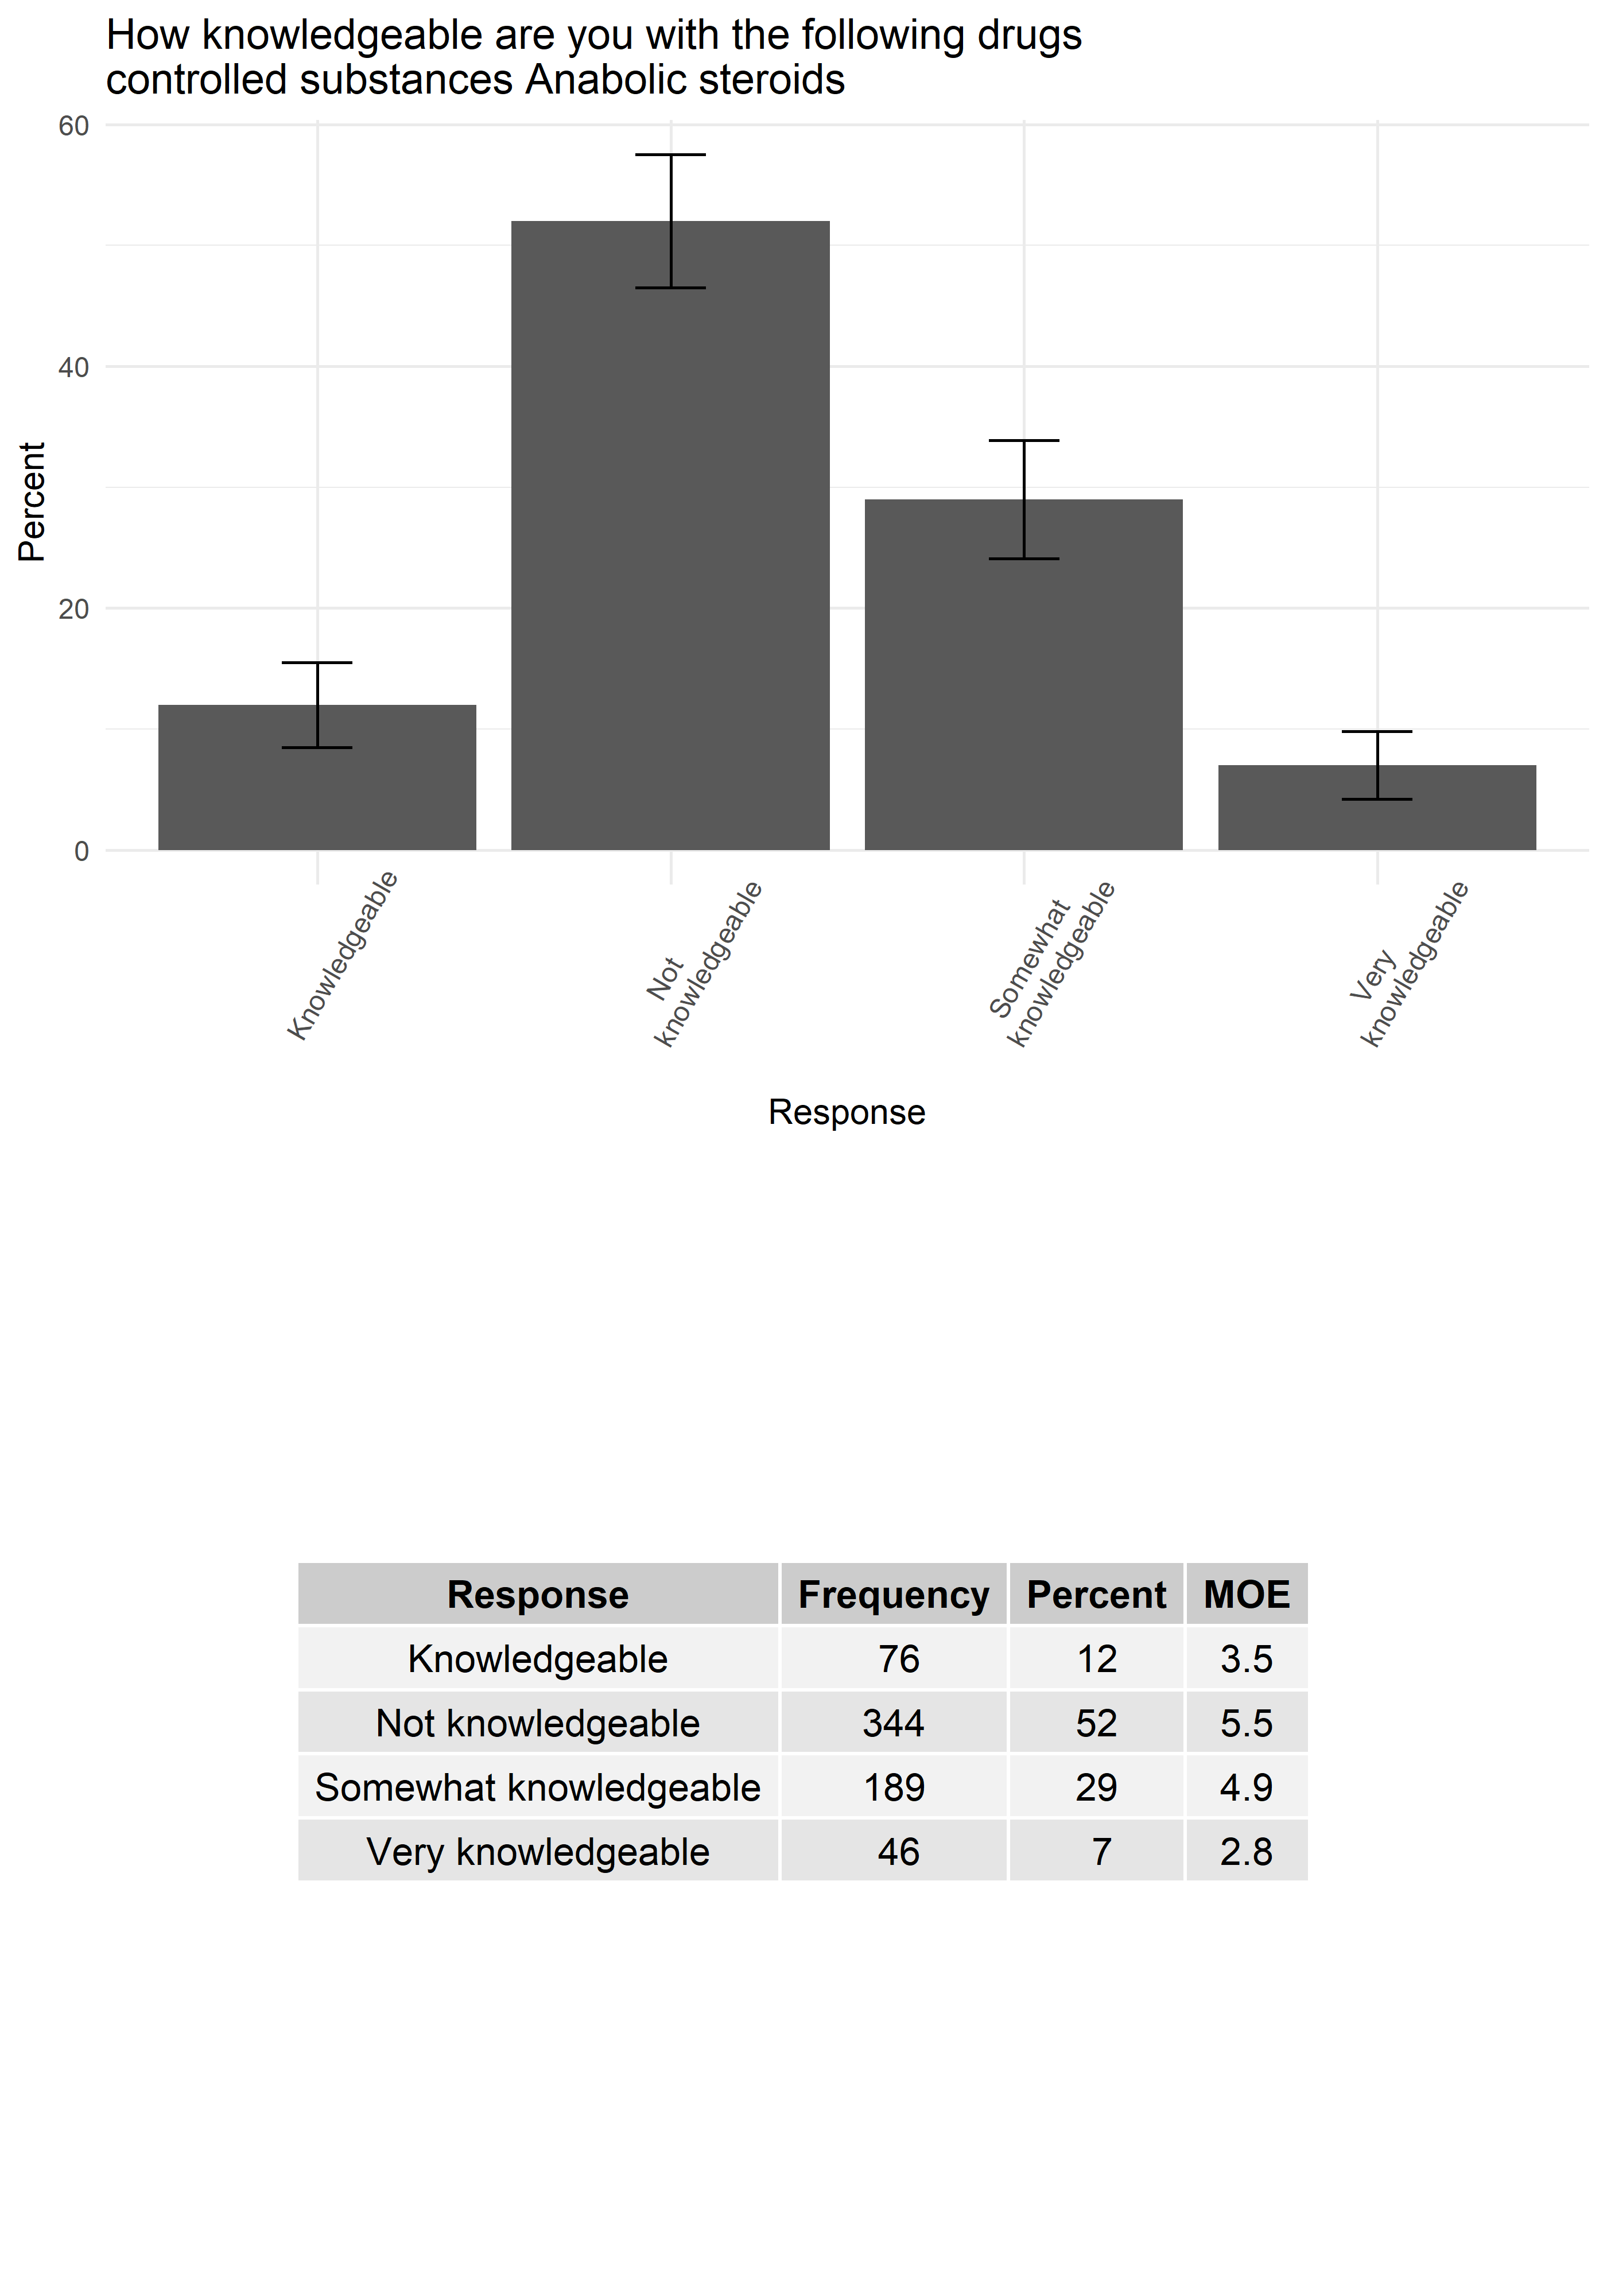 How knowledgeable are you with the following drugs
controlled substances Anabolic steroids
60
40
20
0
Percent
Knowledgeable
Not
knowledgeable
Somewhat
knowledgeable
Very
knowledgeable
Response
Response Frequency Percent MOE
Knowledgeable 76 12 3.5
Not knowledgeable 344 52 5.5
Somewhat knowledgeable 189 29 4.9
Very knowledgeable 46 7 2.8